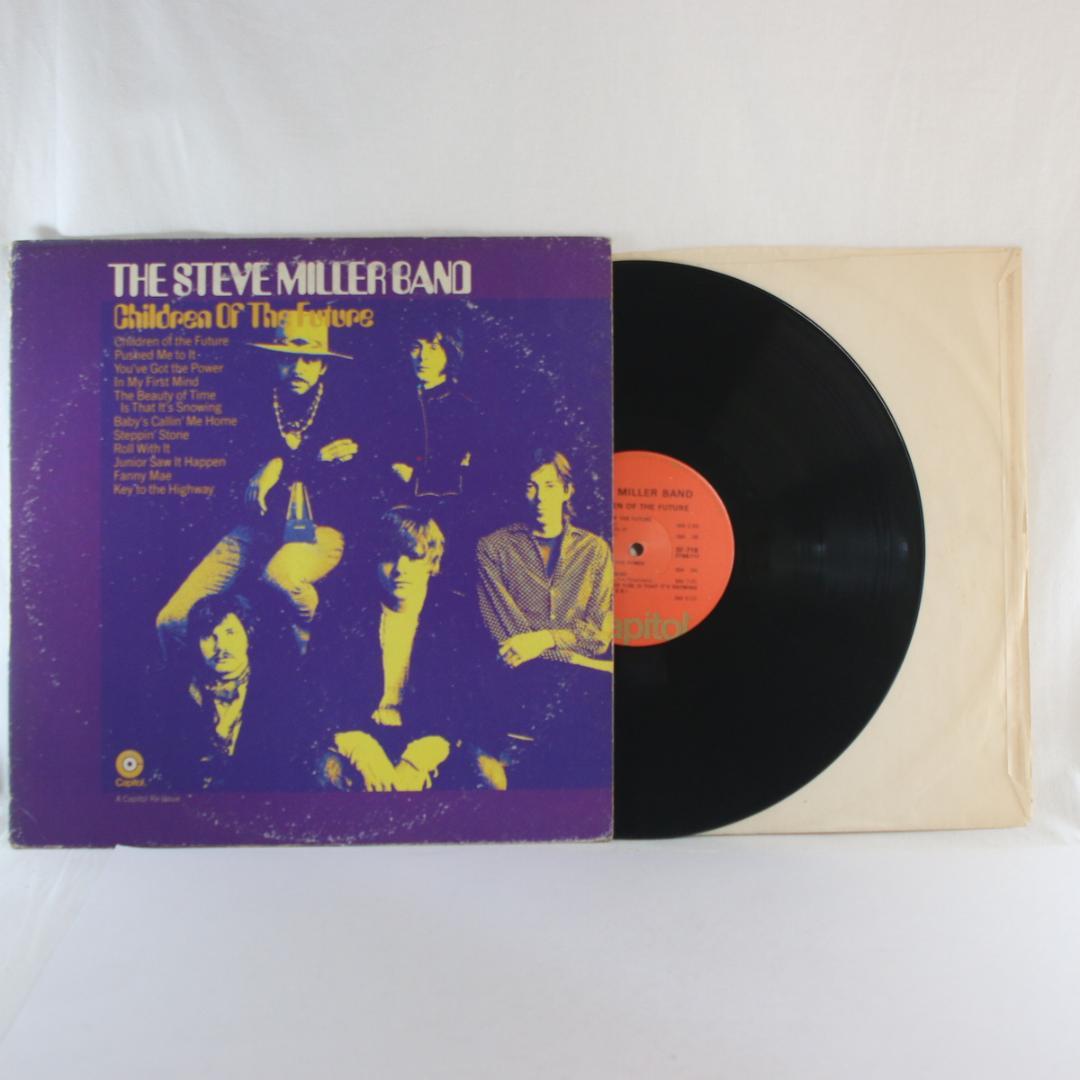 THE STEVE MILLER BAND
Children Of The Future
Children of the Future
Pushed Me to It
You've Got the Power
In My First Mind
The Beauty of Time
Is That It's Snowing
Baby's Callin' Me Home
Steppin' Stone
Roll With It
Junior Saw It Happen
Fanny Mae
Key to the Highway
Capitol
A Capitol Re-Issue
MILLER BAND
EN OF THE FUTURE
apitol